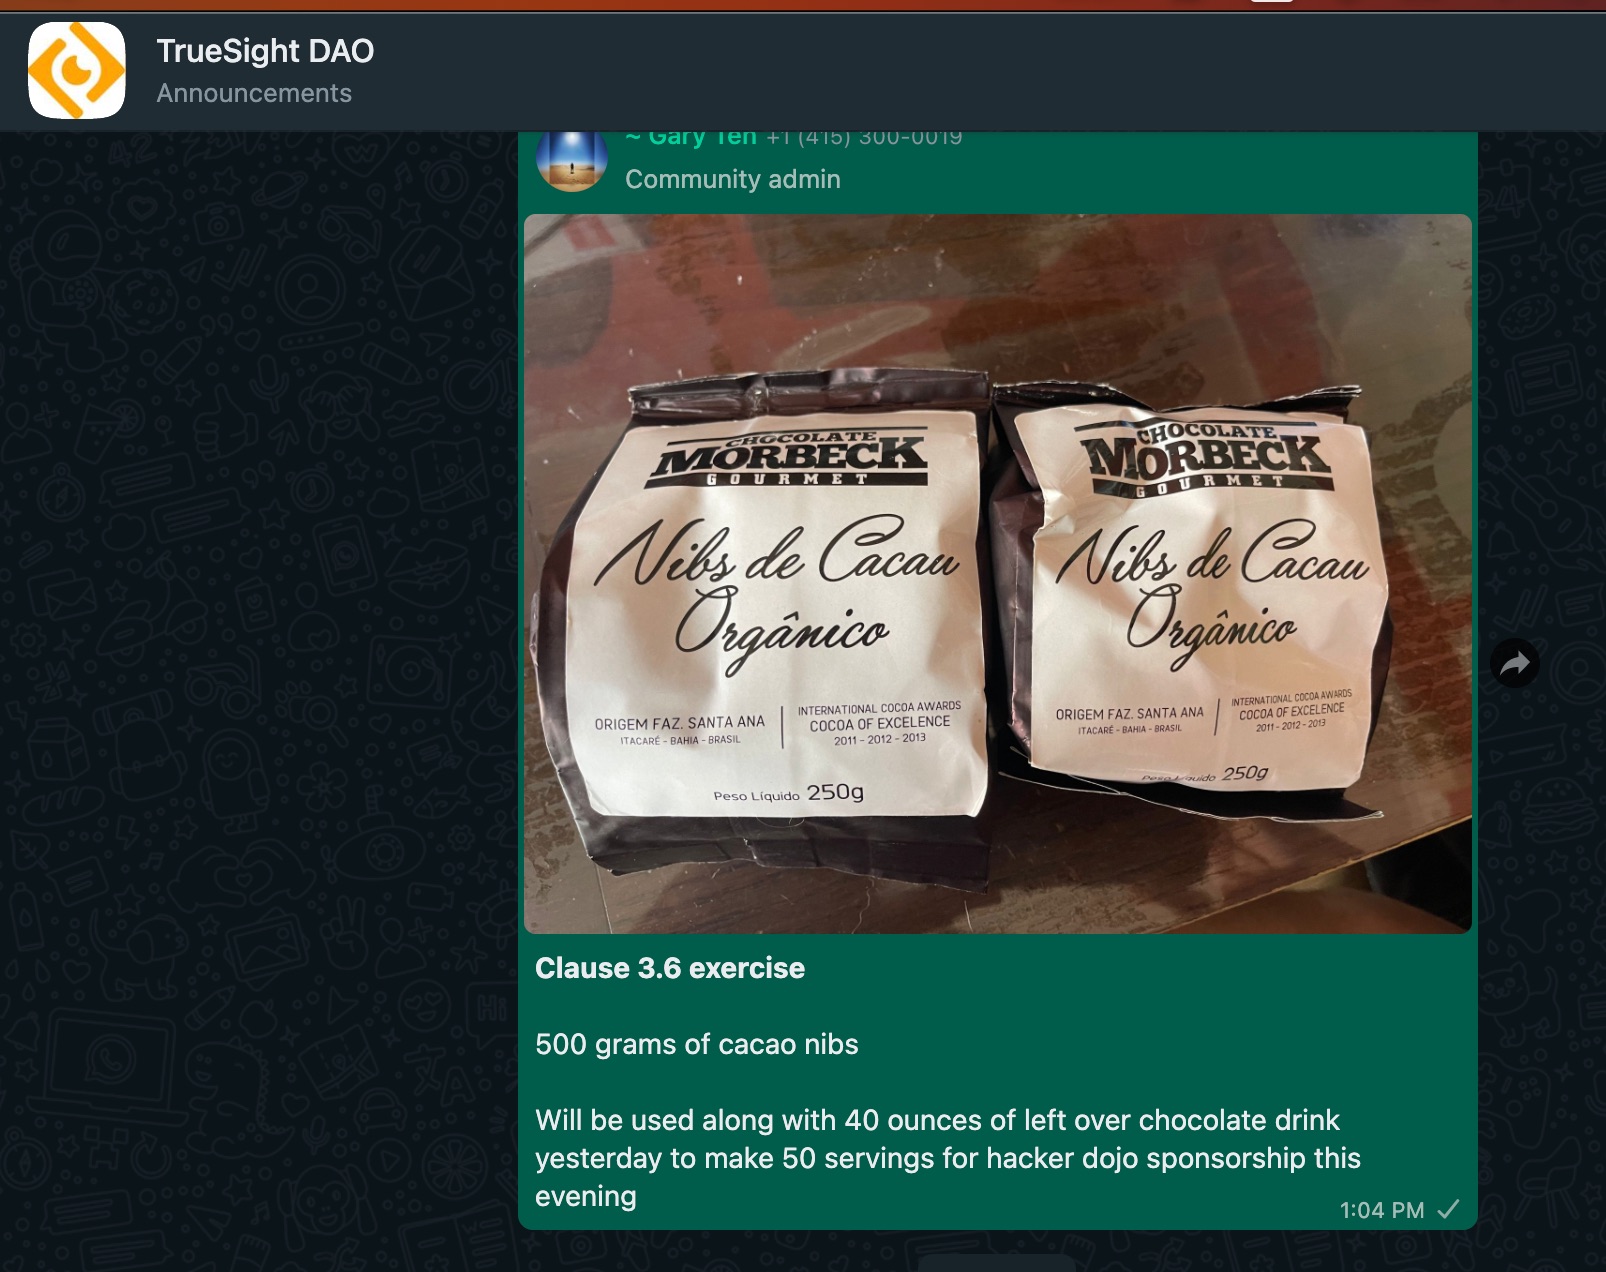 TrueSight DAO
Announcements
~ Gary Teh +1 (415) 300-0019
Community admin
CHOCOLATE
MORBECK
GOURMET
Nibs de Cacau
Orgânico
ORIGEM FAZ. SANTA ANA
ITACARÉ - BAHIA - BRASIL
INTERNATIONAL COCOA AWARDS
COCOA OF EXCELENCE
2011 - 2012 - 2013
Peso Líquido 250g
CHOCOLATE
MORBECK
GOURMET
Nibs de Cacau
Orgânico
ORIGEM FAZ. SANTA ANA
ITACARÉ - BAHIA - BRASIL
INTERNATIONAL COCOA AWARDS
COCOA OF EXCELENCE
2011 - 2012 - 2013
Peso Líquido 250g
Clause 3.6 exercise
500 grams of cacao nibs
Will be used along with 40 ounces of left over chocolate drink
yesterday to make 50 servings for hacker dojo sponsorship this
evening
1:04 PM